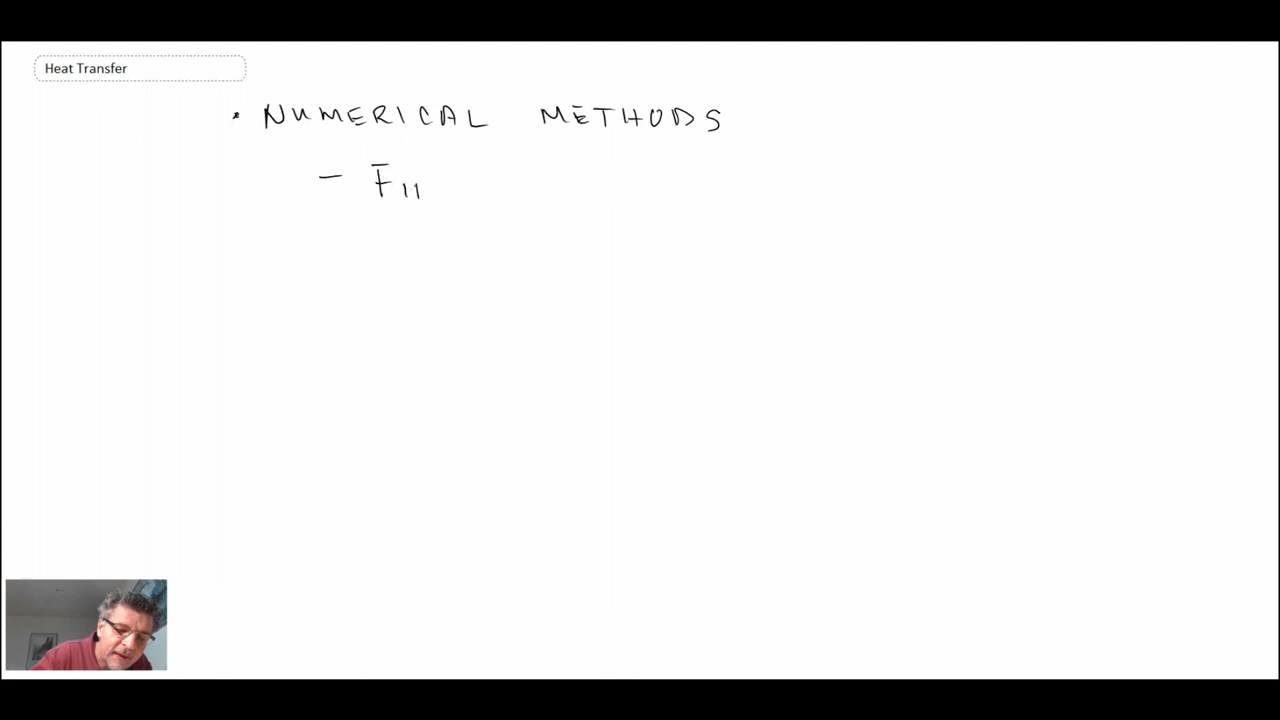 Heat Transfer
• NUMERICAL METHODS
– F